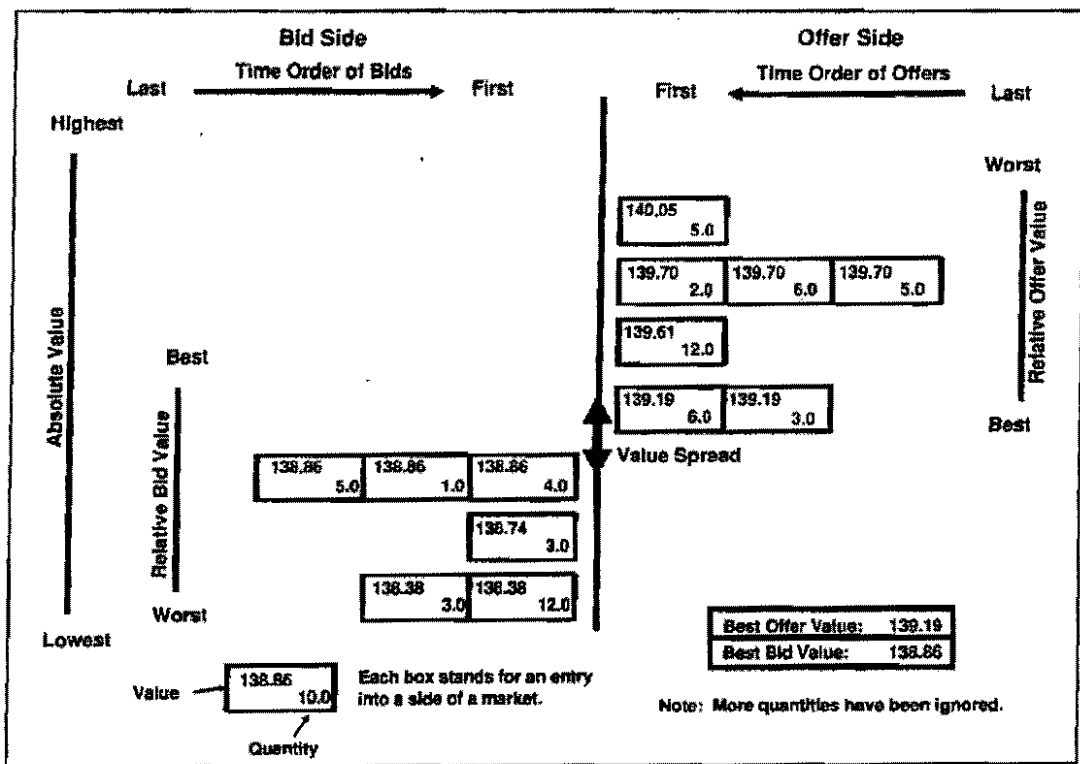 Bid Side
Offer Side
Time Order of Bids
Time Order of Offers
Last
First
First
Last
Highest
Worst
140.05
5.0
139.70
2.0
139.70
6.0
139.70
5.0
139.61
12.0
139.19
6.0
139.19
3.0
Relative Offer Value
Best
Absolute Value
Best
Value Spread
Relative Bid Value
138.86
5.0
138.86
1.0
138.86
4.0
138.74
3.0
138.38
3.0
138.38
12.0
Worst
Lowest
Best Offer Value: 139.19
Best Bid Value: 138.86
Value
138.86
10.0
Quantity
Each box stands for an entry
into a side of a market.
Note: More quantities have been ignored.